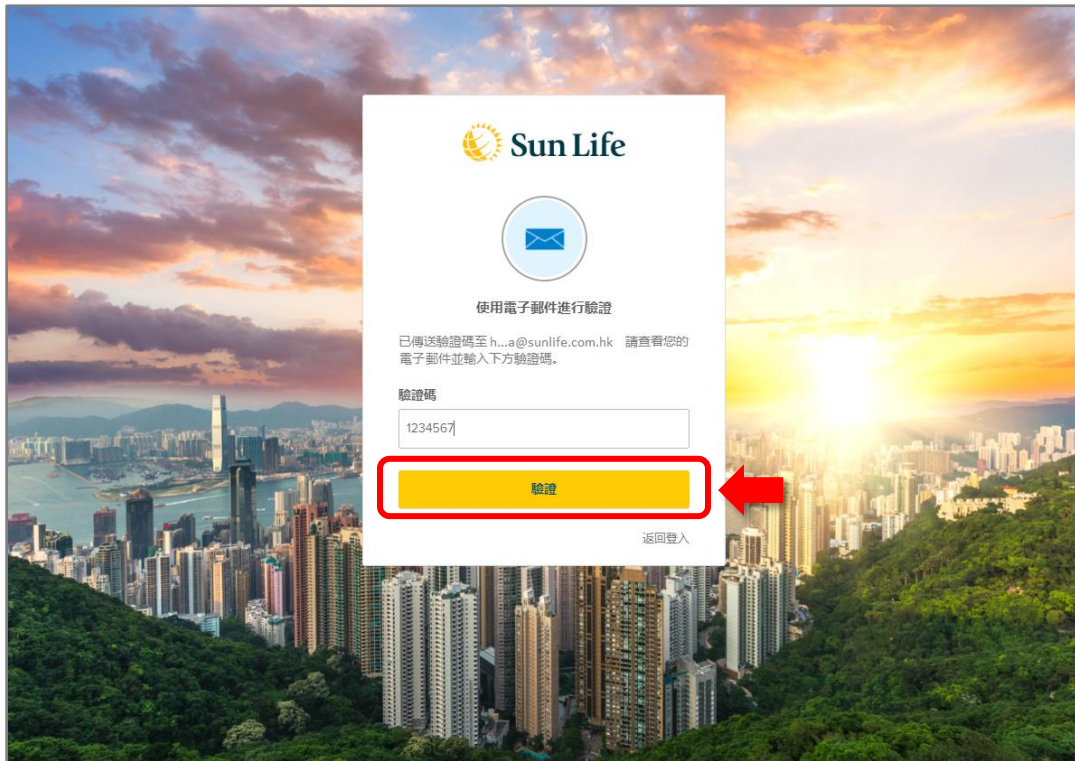 Sun Life
使用電子郵件進行驗證
已傳送驗證碼至 h...a@sunlife.com.hk 請查看您的
電子郵件並輸入下方驗證碼。
驗證碼
1234567
驗證
返回登入